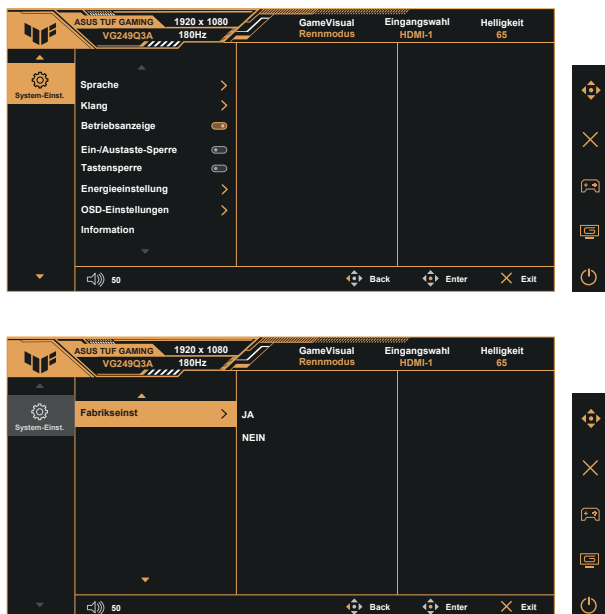 ASUS TUF GAMING 1920 x 1080 GameVisual Eingangswahl Helligkeit
VG249Q3A 180Hz Rennmodus HDMI-1 65
System-Einst.
Sprache
Klang
Betriebsanzeige
Ein-/Austaste-Sperre
Tastensperre
Energieeinstellung
OSD-Einstellungen
Information
50 Back Enter Exit
ASUS TUF GAMING 1920 x 1080 GameVisual Eingangswahl Helligkeit
VG249Q3A 180Hz Rennmodus HDMI-1 65
System-Einst.
Fabrikseinst JA
NEIN
50 Back Enter Exit